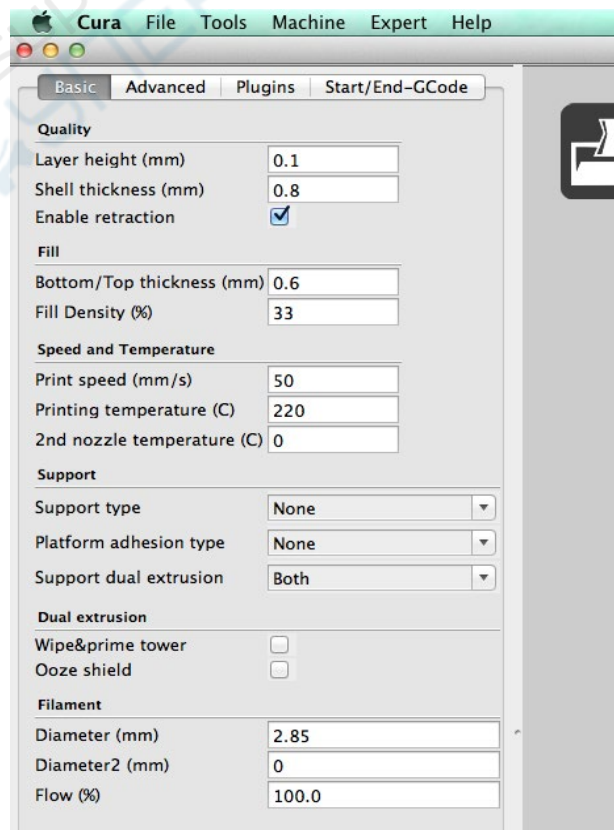 Cura File Tools Machine Expert Help
Basic Advanced Plugins Start/End-GCode
Quality
Layer height (mm) 0.1
Shell thickness (mm) 0.8
Enable retraction
Fill
Bottom/Top thickness (mm) 0.6
Fill Density (%) 33
Speed and Temperature
Print speed (mm/s) 50
Printing temperature (C) 220
2nd nozzle temperature (C) 0
Support
Support type None
Platform adhesion type None
Support dual extrusion Both
Dual extrusion
Wipe&prime tower
Ooze shield
Filament
Diameter (mm) 2.85
Diameter2 (mm) 0
Flow (%) 100.0